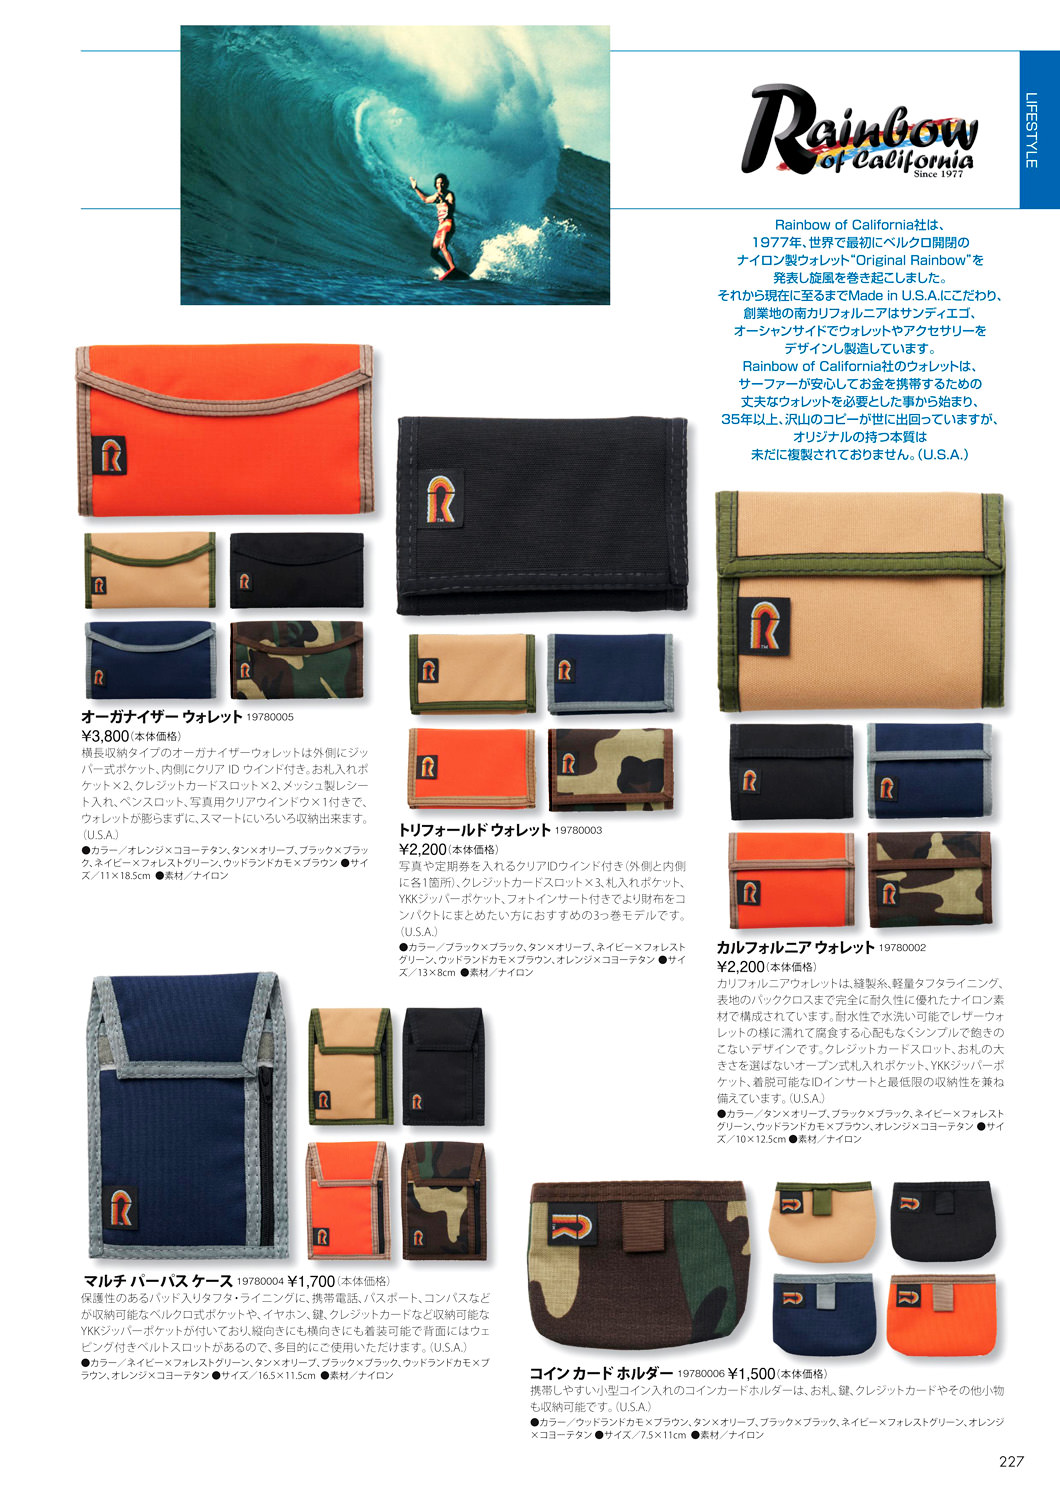 LIFESTYLE
Rainbow
of California
Since 1977
Rainbow of California社は、
1977年、世界で最初にベルクロ開閉の
ナイロン製ウォレット“Original Rainbow”を
発表し旋風を巻き起こしました。
それから現在に至るまでMade in U.S.A.にこだわり、
創業地の南カリフォルニアはサンディエゴ、
オーシャンサイドでウォレットやアクセサリーを
デザインし製造しています。
Rainbow of California社のウォレットは、
サーファーが安心してお金を携帯するための
丈夫なウォレットを必要とした事から始まり、
35年以上、沢山のコピーが世に出回っていますが、
オリジナルの持つ本質は
未だに複製されておりません。（U.S.A.）
オーガナイザー ウォレット 19780005
¥3,800（本体価格）
横長収納タイプのオーガナイザーウォレットは外側にジッ
パー式ポケット、内側にクリア ID ウインド付き。お札入れポ
ケット×2、クレジットカードスロット×2、メッシュ製レシー
ト入れ、ペンスロット、写真用クリアウインドウ×1付きで、
ウォレットが膨らまずに、スマートにいろいろ収納出来ます。
（U.S.A.）
●カラー／オレンジ×コヨーテタン、タン×オリーブ、ブラック×ブラッ
ク、ネイビー×フォレストグリーン、ウッドランドカモ×ブラウン ●サイ
ズ／11×18.5cm ●素材／ナイロン
トリフォールド ウォレット 19780003
¥2,200（本体価格）
写真や定期券を入れるクリアIDウインド付き（外側と内側
に各1箇所）、クレジットカードスロット×3、札入れポケット、
YKKジッパーポケット、フォトインサート付きでより財布をコ
ンパクトにまとめたい方におすすめの3っ巻モデルです。
（U.S.A.）
●カラー／ブラック×ブラック、タン×オリーブ、ネイビー×フォレスト
グリーン、ウッドランドカモ×ブラウン、オレンジ×コヨーテタン ●サイ
ズ／13×8cm ●素材／ナイロン
カルフォルニア ウォレット 19780002
¥2,200（本体価格）
カリフォルニアウォレットは、縫製糸、軽量タフタライニング、
表地のパッククロスまで完全に耐久性に優れたナイロン素
材で構成されています。耐水性で水洗い可能でレザーウォ
レットの様に濡れて腐食する心配もなくシンプルで飽きの
こないデザインです。クレジットカードスロット、お札の大
きさを選ばないオープン式札入れポケット、YKKジッパーポ
ケット、着脱可能なIDインサートと最低限の収納性を兼ね
備えています。（U.S.A.）
●カラー／タン×オリーブ、ブラック×ブラック、ネイビー×フォレスト
グリーン、ウッドランドカモ×ブラウン、オレンジ×コヨーテタン ●サイ
ズ／10×12.5cm ●素材／ナイロン
マルチ パーパス ケース 19780004 ¥1,700（本体価格）
保護性のあるパッド入りタフタ・ライニングに、携帯電話、パスポート、コンパスなど
が収納可能なベルクロ式ポケットや、イヤホン、鍵、クレジットカードなど収納可能な
YKKジッパーポケットが付いており、縦向きにも横向きにも着装可能で背面にはウェ
ビング付きベルトスロットがあるので、多目的にご使用いただけます。（U.S.A.）
●カラー／ネイビー×フォレストグリーン、タン×オリーブ、ブラック×ブラック、ウッドランドカモ×ブ
ラウン、オレンジ×コヨーテタン ●サイズ／16.5×11.5cm ●素材／ナイロン
コイン カード ホルダー 19780006 ¥1,500（本体価格）
携帯しやすい小型コイン入れのコインカードホルダーは、お札、鍵、クレジットカードやその他小物
も収納可能です。（U.S.A.）
●カラー／ウッドランドカモ×ブラウン、タン×オリーブ、ブラック×ブラック、ネイビー×フォレストグリーン、オレンジ
×コヨーテタン ●サイズ／7.5×11cm ●素材／ナイロン
227